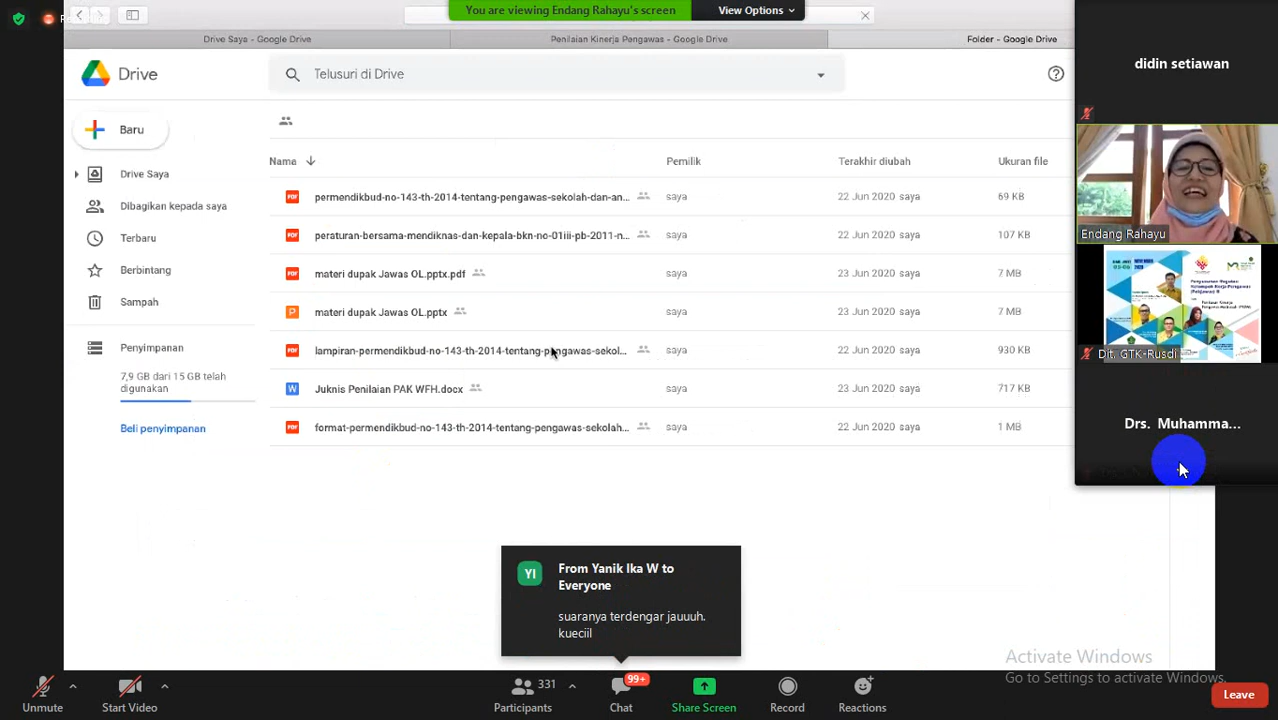 You are viewing Endang Rahayu's screen
View Options
Drive Saya - Google Drive
Penilaian Kinerja Pengawas - Google Drive
Folder - Google Drive
Drive
Telusuri di Drive
Baru
Drive Saya
Dibagikan kepada saya
Terbaru
Berbintang
Sampah
Penyimpanan
7,9 GB dari 15 GB telah
digunakan
Beli penyimpanan
Nama
Pemilik
Terakhir diubah
Ukuran file
PDF permendikbud-no-143-th-2014-tentang-pengawas-sekolah-dan-an... saya 22 Jun 2020 saya 69 KB
PDF peraturan-bersama-mendiknas-dan-kepala-bkn-no-01iii-pb-2011-n... saya 22 Jun 2020 saya 107 KB
PDF materi dupak Jawas OL.pptx.pdf saya 23 Jun 2020 saya 7 MB
P materi dupak Jawas OL.pptx saya 23 Jun 2020 saya 7 MB
PDF lampiran-permendikbud-no-143-th-2014-tentang-pengawas-sekol... saya 22 Jun 2020 saya 930 KB
W Juknis Penilaian PAK WFH.docx saya 23 Jun 2020 saya 717 KB
PDF format-permendikbud-no-143-th-2014-tentang-pengawas-sekolah... saya 22 Jun 2020 saya 1 MB
didin setiawan
Endang Rahayu
2020
Dit. GTK-Rusdi
Drs. Muhamma...
YI
From Yanik Ika W to
Everyone
suaranya terdengar jauuuh.
kueciil
Activate Windows
Go to Settings to activate Windows.
Unmute
Start Video
331
Participants
99+
Chat
Share Screen
Record
Reactions
Leave